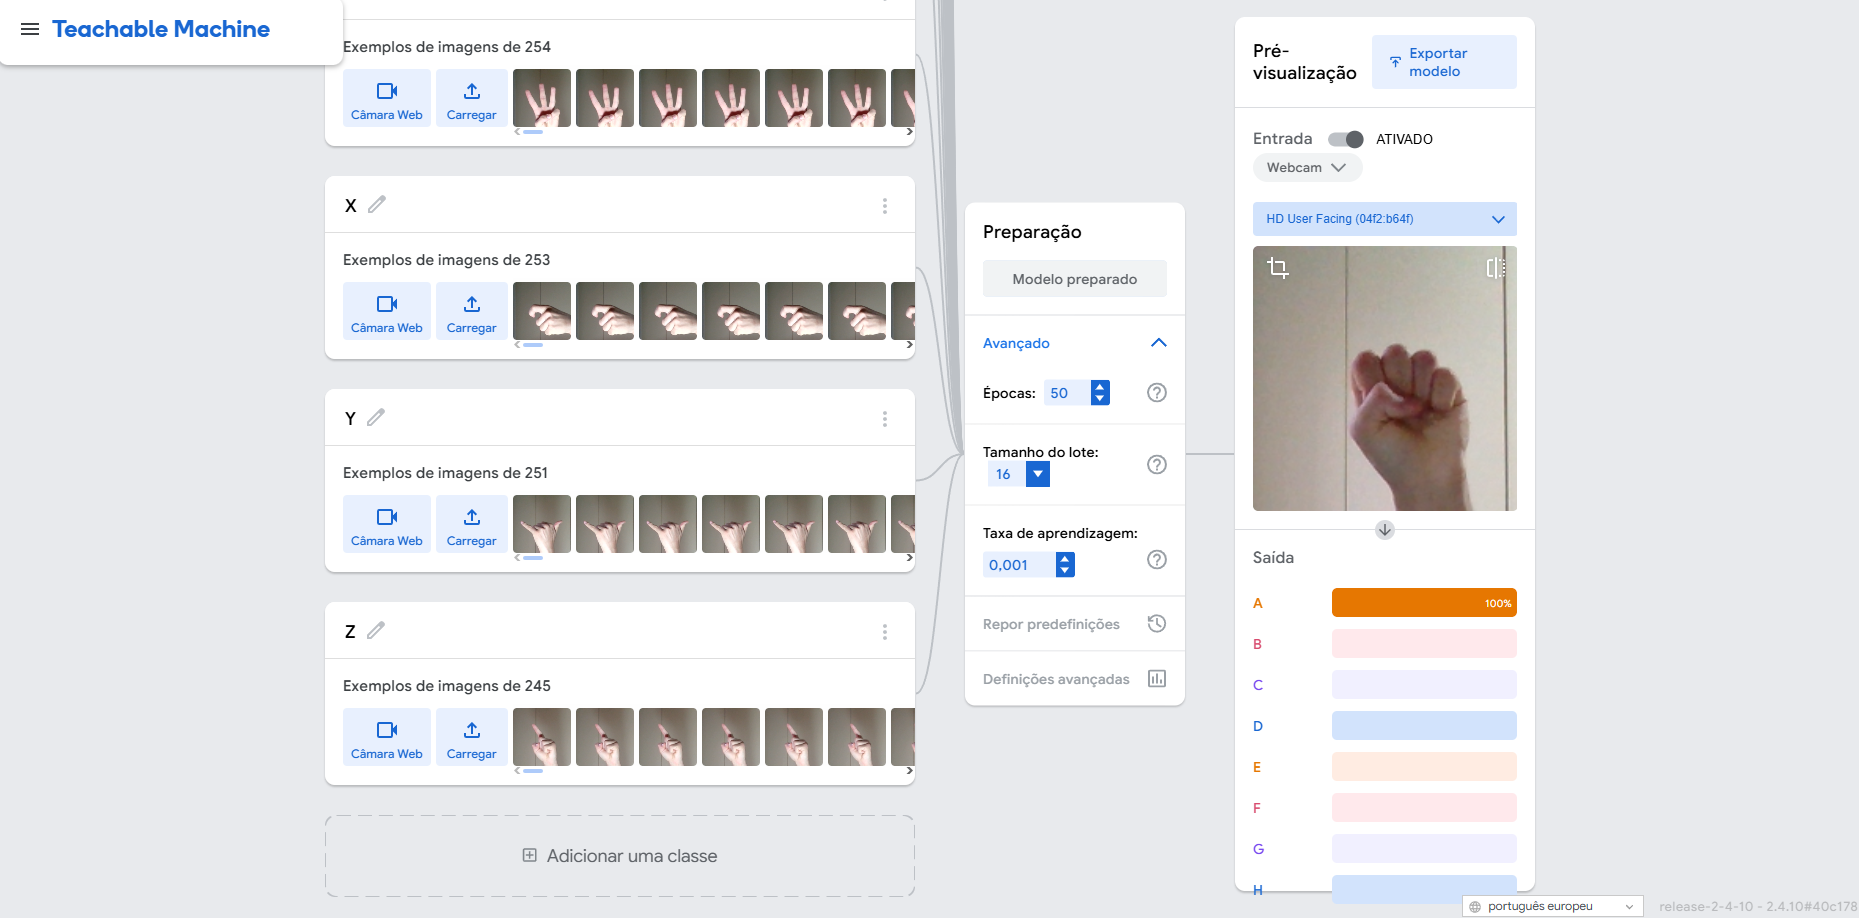 Teachable Machine
Exemplos de imagens de 254
Câmara Web
Carregar
X
Exemplos de imagens de 253
Câmara Web
Carregar
Y
Exemplos de imagens de 251
Câmara Web
Carregar
Z
Exemplos de imagens de 245
Câmara Web
Carregar
Adicionar uma classe
Preparação
Modelo preparado
Avançado
Épocas: 50
Tamanho do lote:
16
Taxa de aprendizagem:
0,001
Repor predefinições
Definições avançadas
Pré-
visualização
Exportar
modelo
Entrada ATIVADO
Webcam
HD User Facing (04f2:b64f)
Saída
A 100%
B
C
D
E
F
G
H
português europeu
release-2-4-10 - 2.4.10#40c178